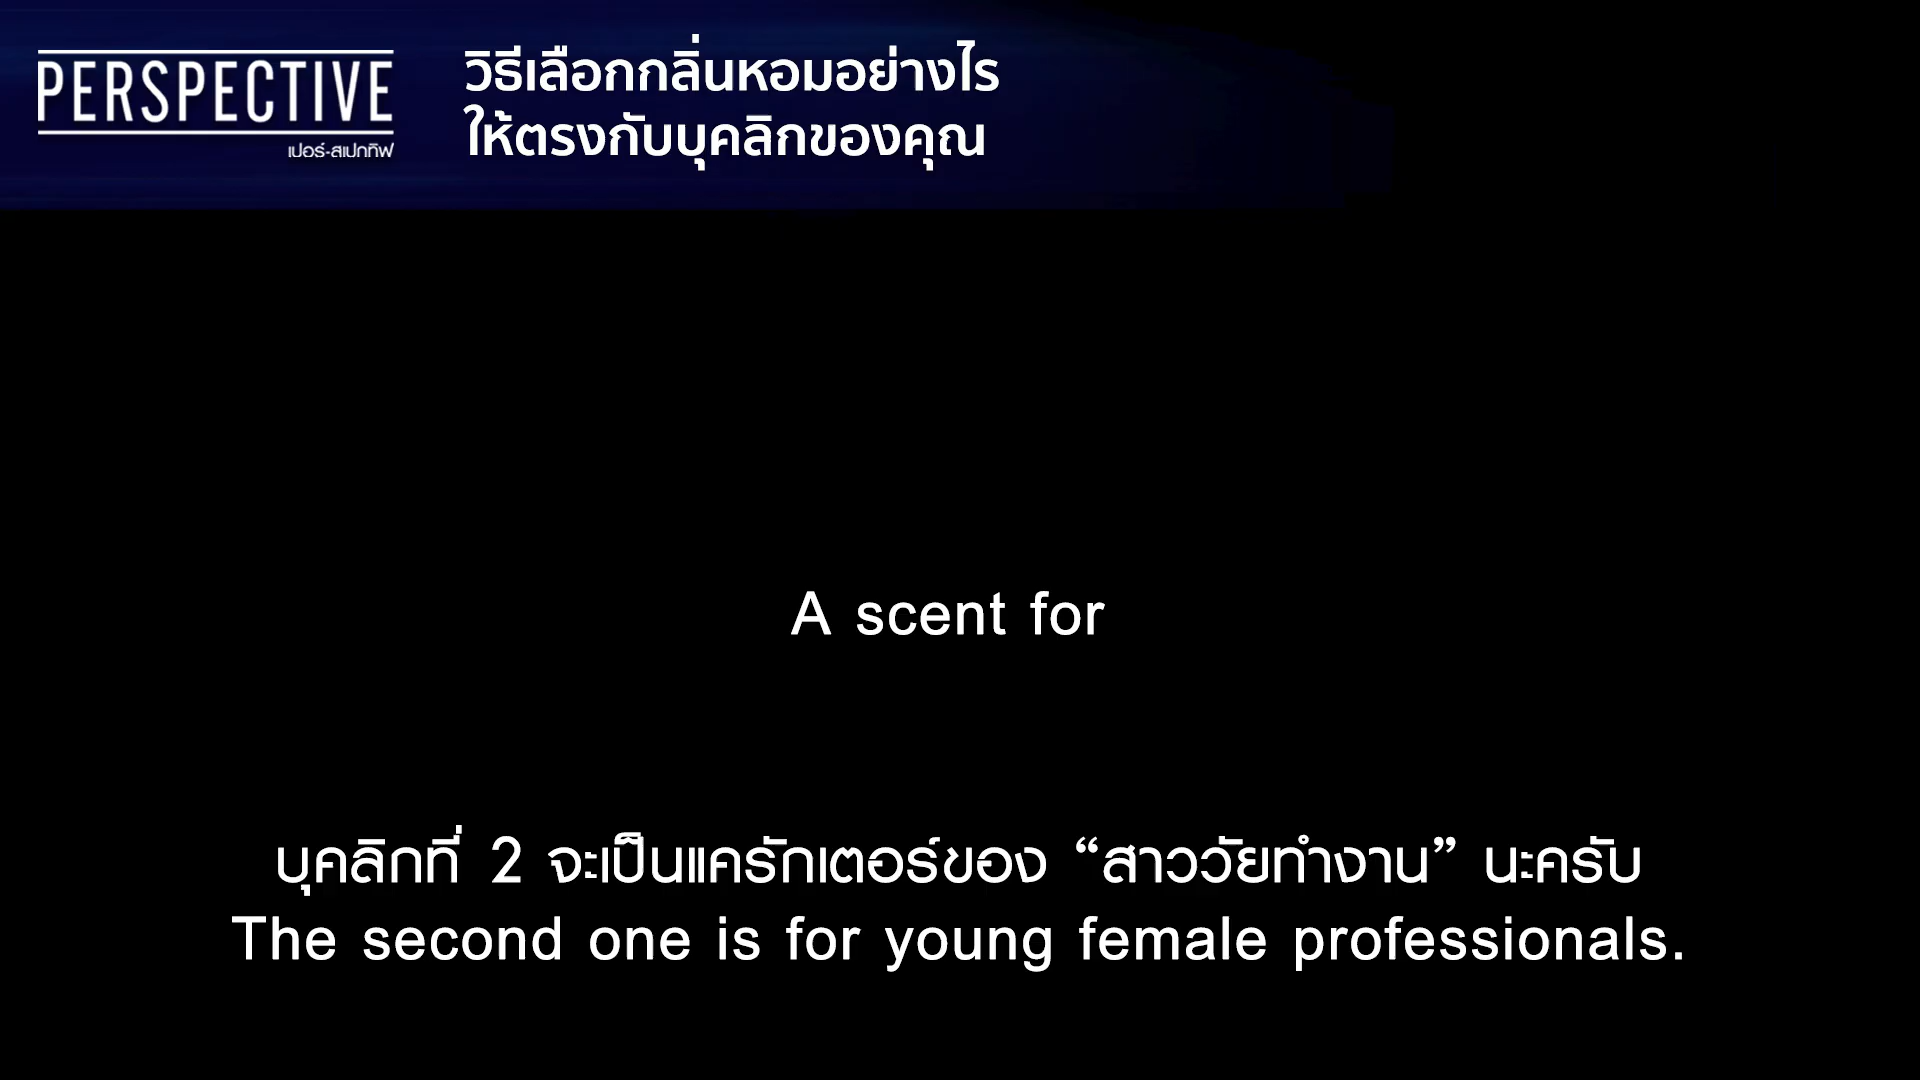 PERSPECTIVE
เปอร์-สเปกทิฟ
วิธีเลือกกลิ่นหอมอย่างไร
ให้ตรงกับบุคลิกของคุณ
A scent for
บุคลิกที่ 2 จะเป็นแครักเตอร์ของ “สาววัยทำงาน” นะครับ
The second one is for young female professionals.